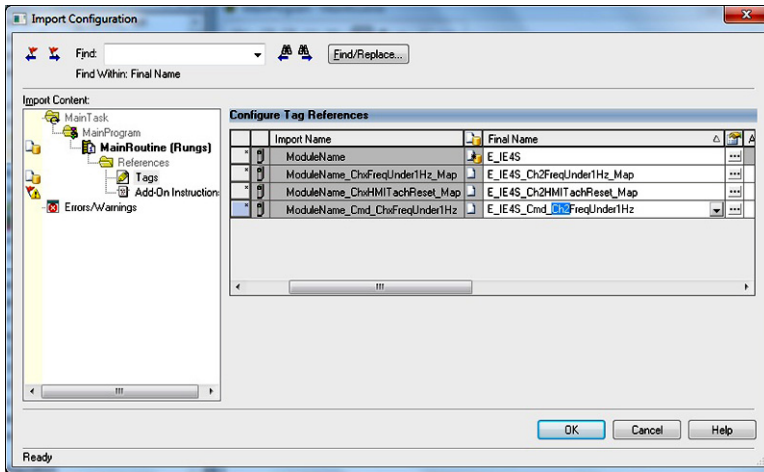 Import Configuration
Find:
Find/Replace...
Find Within: Final Name
Import Content:
MainTask
MainProgram
MainRoutine (Rungs)
References
Tags
Add-On Instruction
Errors/Warnings
Configure Tag References
Import Name Final Name A
ModuleName E_IE4S
ModuleName_ChxFreqUnder1Hz_Map E_IE4S_Ch2FreqUnder1Hz_Map
ModuleName_ChxHMITachReset_Map E_IE4S_Ch2HMITachReset_Map
ModuleName_Cmd_ChxFreqUnder1Hz E_IE4S_Cmd_Ch2FreqUnder1Hz
OK Cancel Help
Ready